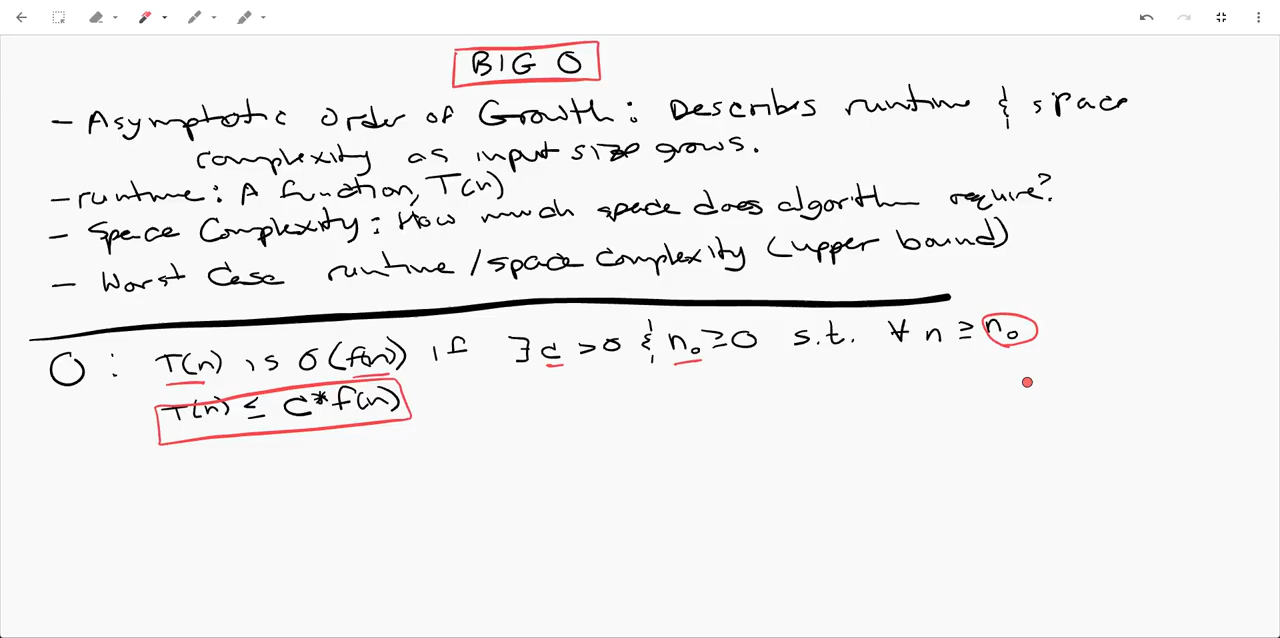 BIG O
- Asymptotic Order of Growth: Describes runtime & space
complexity as input size grows.
- runtime: A function, T(n)
- Space Complexity: How much space does algorithm require?
- Worst Case runtime/space complexity (upper bound)
O: T(n) is O(f(n)) if ∃ c > 0 & n₀ ≥ 0 s.t. ∀ n ≥ n₀
T(n) ≤ C*f(n)